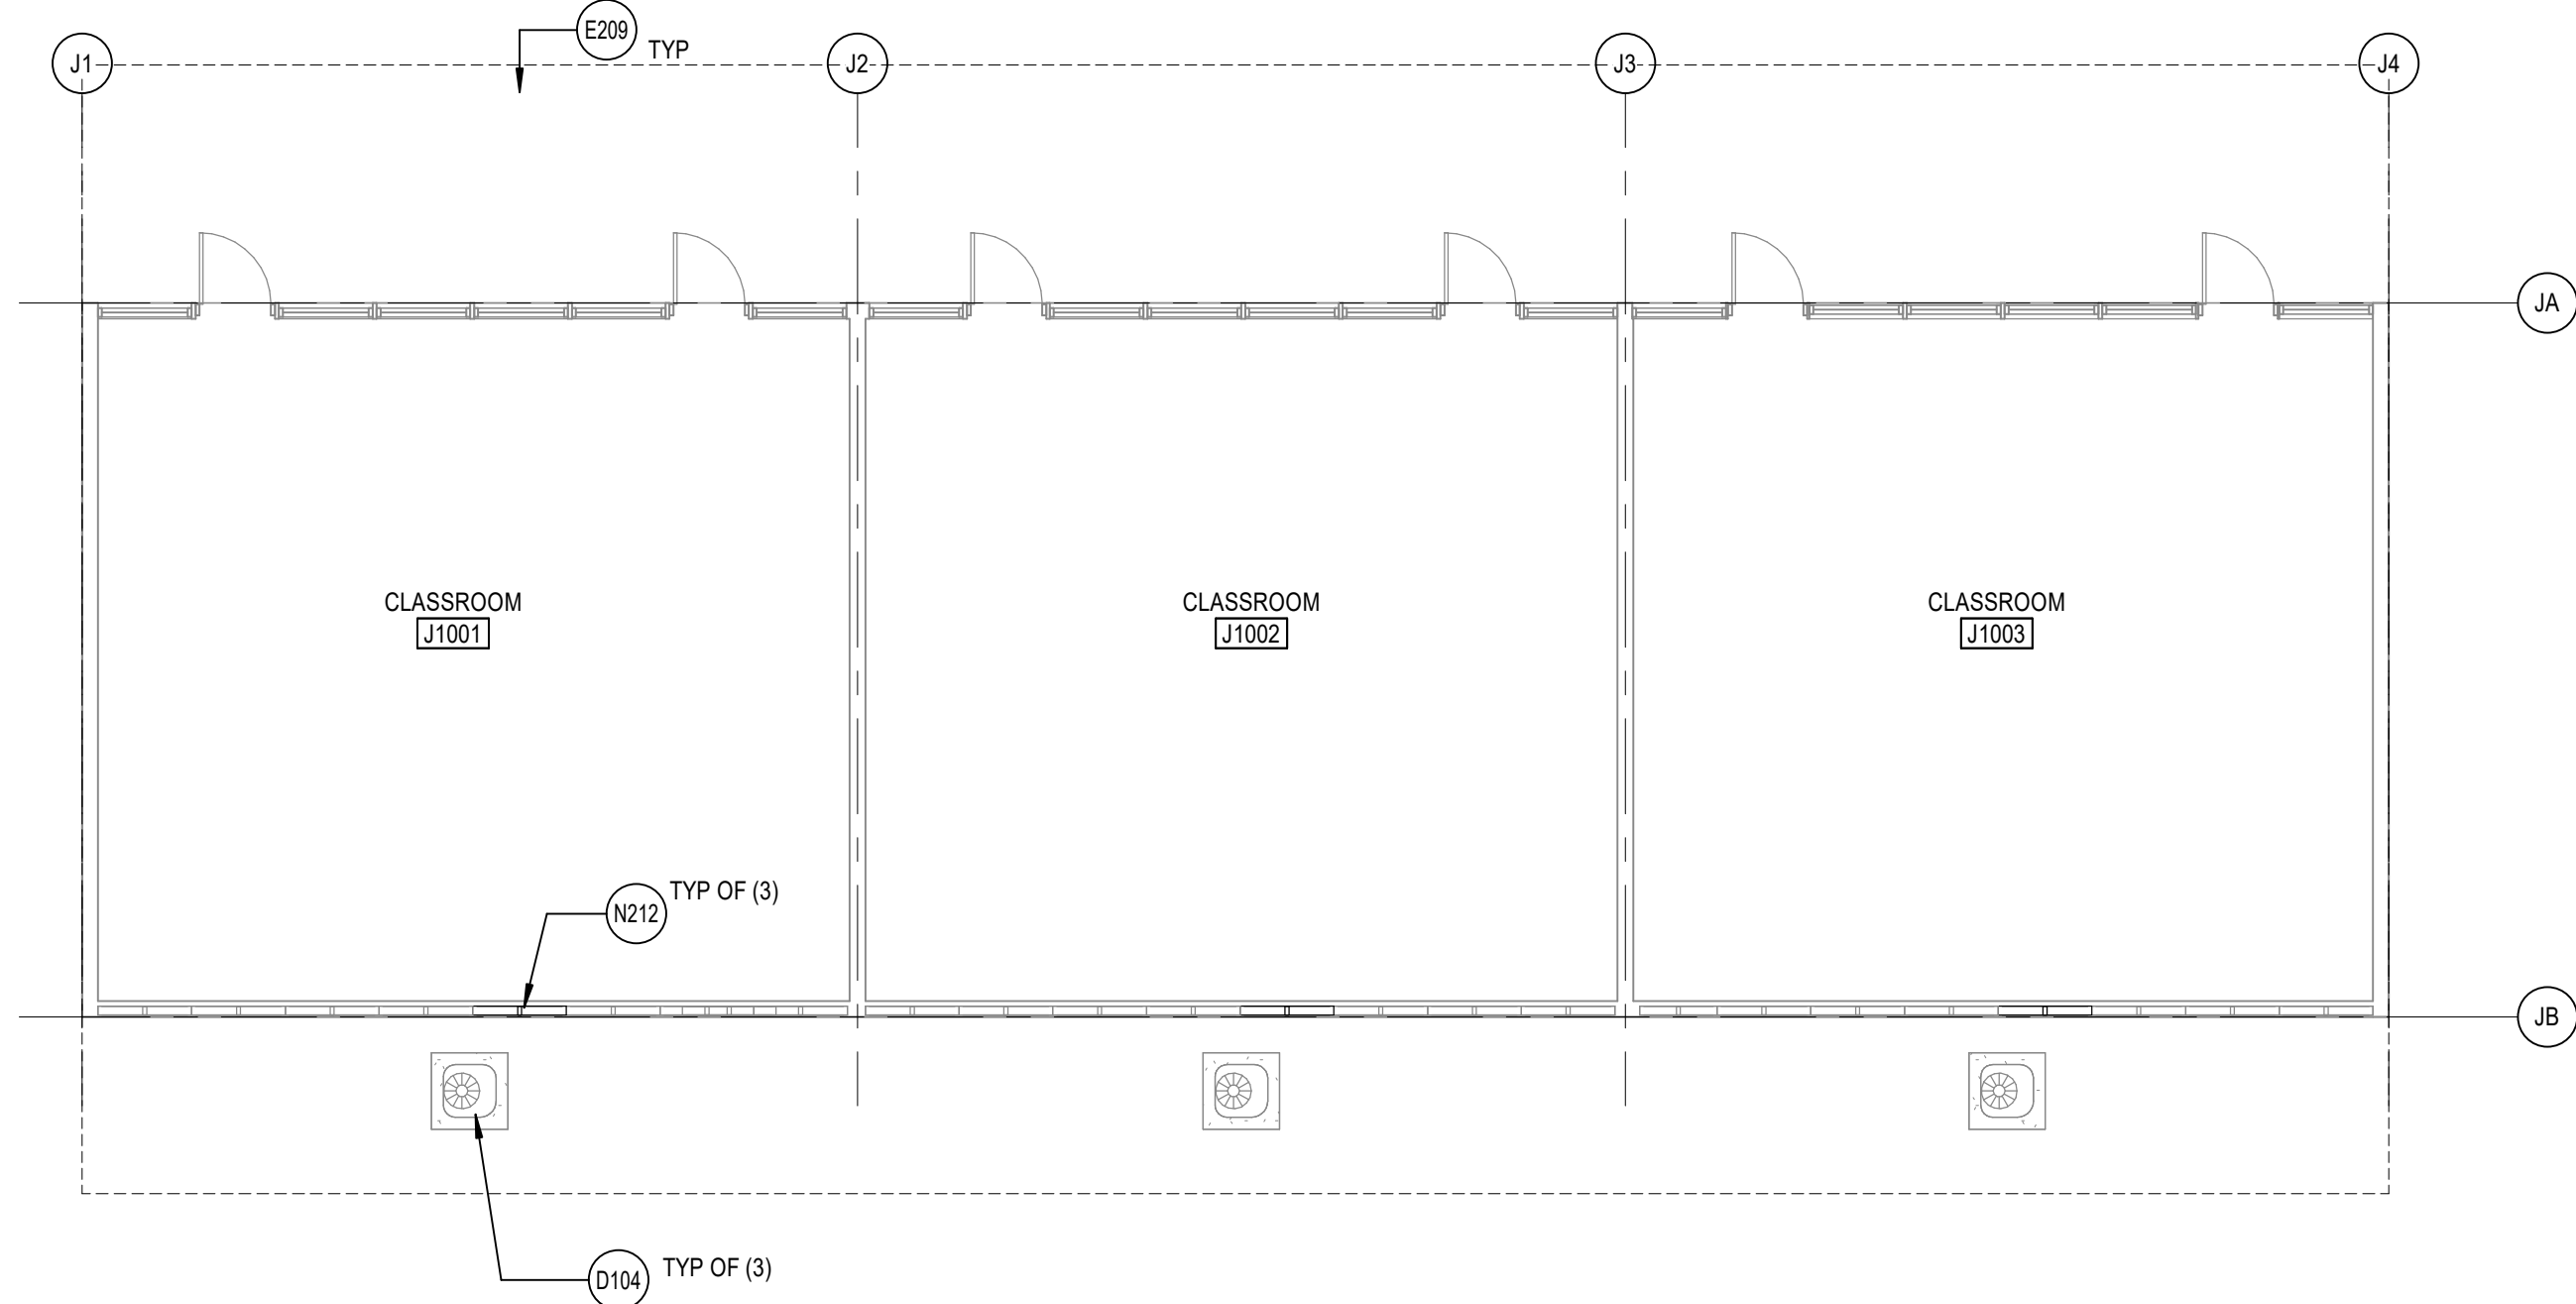 E209
TYP
J1
J2
J3
J4
JA
CLASSROOM
J1001
CLASSROOM
J1002
CLASSROOM
J1003
TYP OF (3)
N212
JB
TYP OF (3)
D104